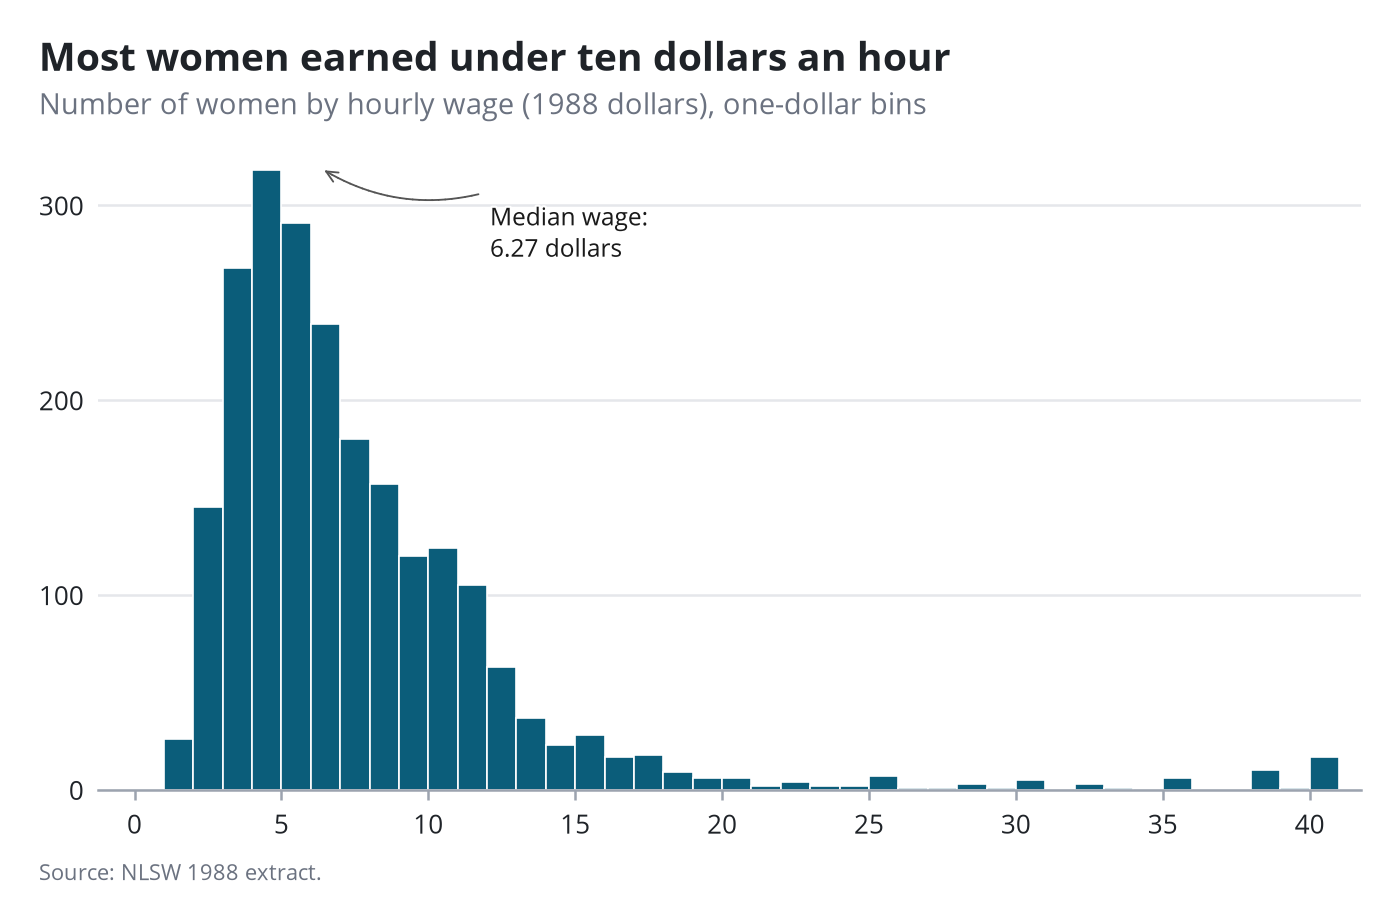 Most women earned under ten dollars an hour
Number of women by hourly wage (1988 dollars), one-dollar bins
300
Median wage:
6.27 dollars
200
100
0
0 5 10 15 20 25 30 35 40
Source: NLSW 1988 extract.